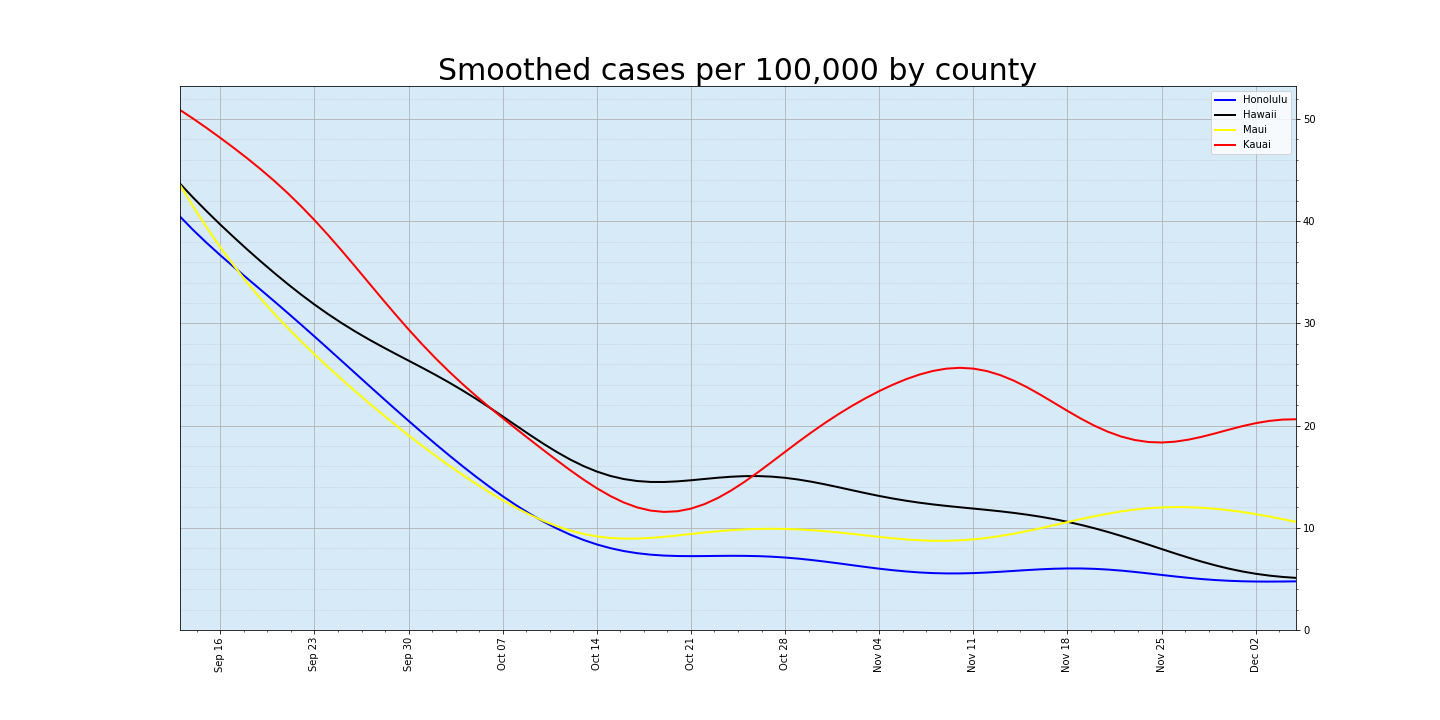 Smoothed cases per 100,000 by county
Honolulu
Hawaii
Maui
Kauai
50
40
30
20
10
0
Sep 16
Sep 23
Sep 30
Oct 07
Oct 14
Oct 21
Oct 28
Nov 04
Nov 11
Nov 18
Nov 25
Dec 02